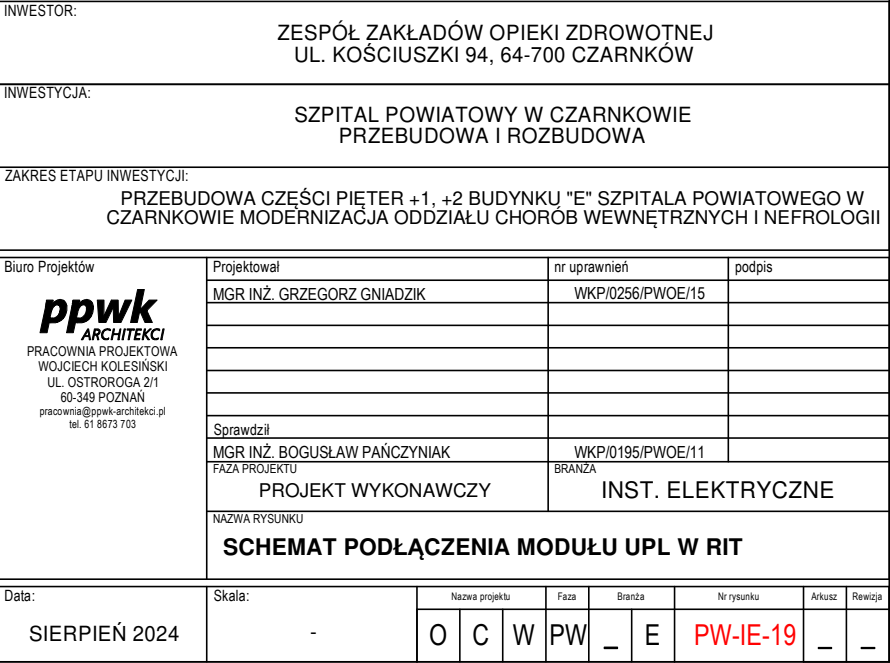 INWESTOR:
ZESPÓŁ ZAKŁADÓW OPIEKI ZDROWOTNEJ
UL. KOŚCIUSZKI 94, 64-700 CZARNKÓW
INWESTYCJA:
SZPITAL POWIATOWY W CZARNKOWIE
PRZEBUDOWA I ROZBUDOWA
ZAKRES ETAPU INWESTYCJI:
PRZEBUDOWA CZĘŚCI PIĘTER +1, +2 BUDYNKU "E" SZPITALA POWIATOWEGO W
CZARNKOWIE MODERNIZACJA ODDZIAŁU CHORÓB WEWNĘTRZNYCH I NEFROLOGII
Biuro Projektów
ppwk
ARCHITEKCI
PRACOWNIA PROJEKTOWA
WOJCIECH KOLESIŃSKI
UL. OSTROROGA 2/1
60-349 POZNAŃ
pracownia@ppwk-architekci.pl
tel. 61 8673 703
Projektował nr uprawnień podpis
MGR INŻ. GRZEGORZ GNIADZIK WKP/0256/PWOE/15
Sprawdził
MGR INŻ. BOGUSŁAW PAŃCZYNIAK WKP/0195/PWOE/11
FAZA PROJEKTU BRANŻA
PROJEKT WYKONAWCZY INST. ELEKTRYCZNE
NAZWA RYSUNKU
SCHEMAT PODŁĄCZENIA MODUŁU UPL W RIT
Data: Skala: Nazwa projektu Faza Branża Nr rysunku Arkusz Rewizja
SIERPIEŃ 2024 - O C W PW _ E PW-IE-19 _ _